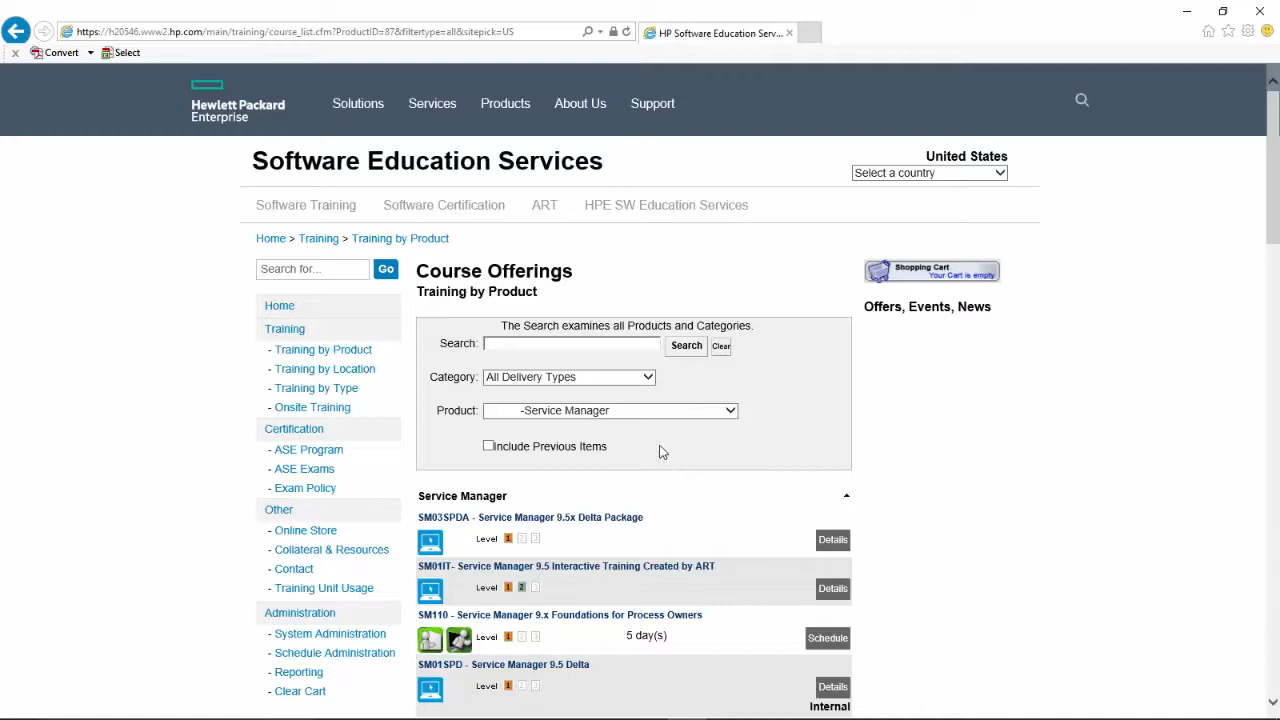 https://h20546.www2.hp.com/main/training/course_list.cfm?ProductID=87&filtertype=all&sitepick=US
HP Software Education Serv...
Convert
Select
Hewlett Packard
Enterprise
Solutions
Services
Products
About Us
Support
Software Education Services
United States
Select a country
Software Training
Software Certification
ART
HPE SW Education Services
Home > Training > Training by Product
Search for...
Go
Home
Training
- Training by Product
- Training by Location
- Training by Type
- Onsite Training
Certification
- ASE Program
- ASE Exams
- Exam Policy
Other
- Online Store
- Collateral & Resources
- Contact
- Training Unit Usage
Administration
- System Administration
- Schedule Administration
- Reporting
- Clear Cart
Course Offerings
Training by Product
The Search examines all Products and Categories.
Search:
Search
Clear
Category:
All Delivery Types
Product:
-Service Manager
Include Previous Items
Service Manager
SM03SPDA - Service Manager 9.5x Delta Package
Level 1 2 3
Details
SM01IT- Service Manager 9.5 Interactive Training Created by ART
Level 1 2 3
Details
SM110 - Service Manager 9.x Foundations for Process Owners
Level 1 2 3
5 day(s)
Schedule
SM01SPD - Service Manager 9.5 Delta
Level 1 2 3
Details
Internal
Shopping Cart
Your Cart is empty
Offers, Events, News